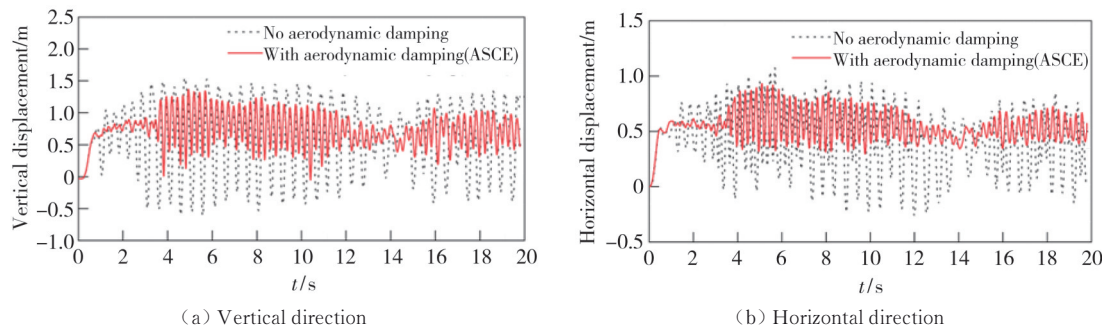 2.5
2.0
1.5
1.0
0.5
0
−0.5
−1.0
Vertical displacement/m
No aerodynamic damping
With aerodynamic damping(ASCE)
0 2 4 6 8 10 12 14 16 18 20
t/s
(a) Vertical direction
1.5
1.0
0.5
0
−0.5
Horizontal displacement/m
No aerodynamic damping
With aerodynamic damping(ASCE)
0 2 4 6 8 10 12 14 16 18 20
t/s
(b) Horizontal direction